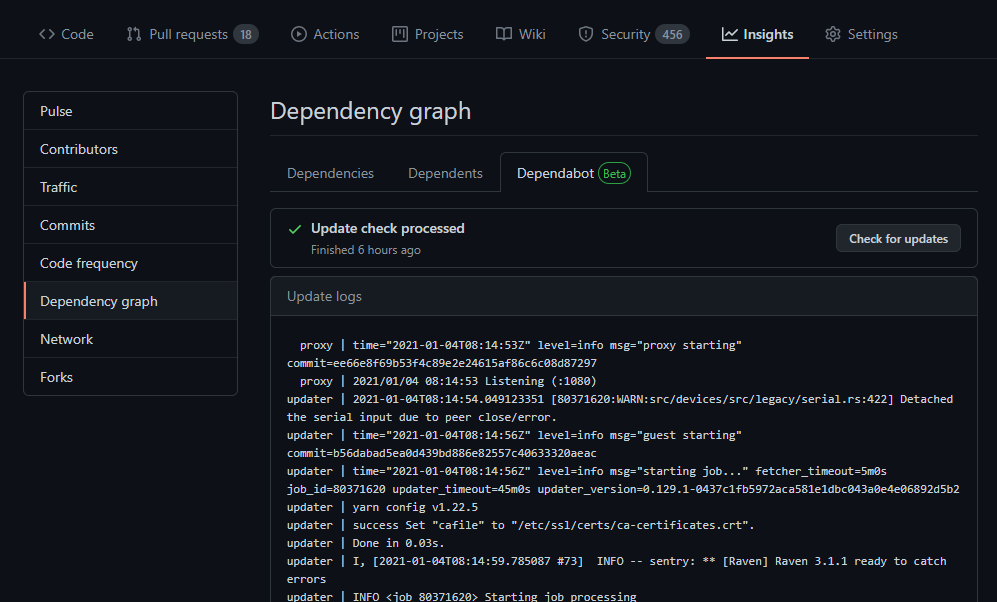 Code Pull requests 18 Actions Projects Wiki Security 456 Insights Settings
Pulse
Contributors
Traffic
Commits
Code frequency
Dependency graph
Network
Forks
Dependency graph
Dependencies Dependents Dependabot Beta
Update check processed
Finished 6 hours ago
Check for updates
Update logs
proxy | time="2021-01-04T08:14:53Z" level=info msg="proxy starting"
commit=ee66e8f69b53f4c89e2e24615af86c6c08d87297
proxy | 2021/01/04 08:14:53 Listening (:1080)
updater | 2021-01-04T08:14:54.049123351 [80371620:WARN:src/devices/src/legacy/serial.rs:422] Detached
the serial input due to peer close/error.
updater | time="2021-01-04T08:14:56Z" level=info msg="guest starting"
commit=b56dabad5ea0d439bd886e82557c40633320aeac
updater | time="2021-01-04T08:14:56Z" level=info msg="starting job..." fetcher_timeout=5m0s
job_id=80371620 updater_timeout=45m0s updater_version=0.129.1-0437c1fb5972aca581e1dbc043a0e4e06892d5b2
updater | yarn config v1.22.5
updater | success Set "cafile" to "/etc/ssl/certs/ca-certificates.crt".
updater | Done in 0.03s.
updater | I, [2021-01-04T08:14:59.785087 #73]  INFO -- sentry: ** [Raven] Raven 3.1.1 ready to catch
errors
updater | INFO <job 80371620> Starting job processing